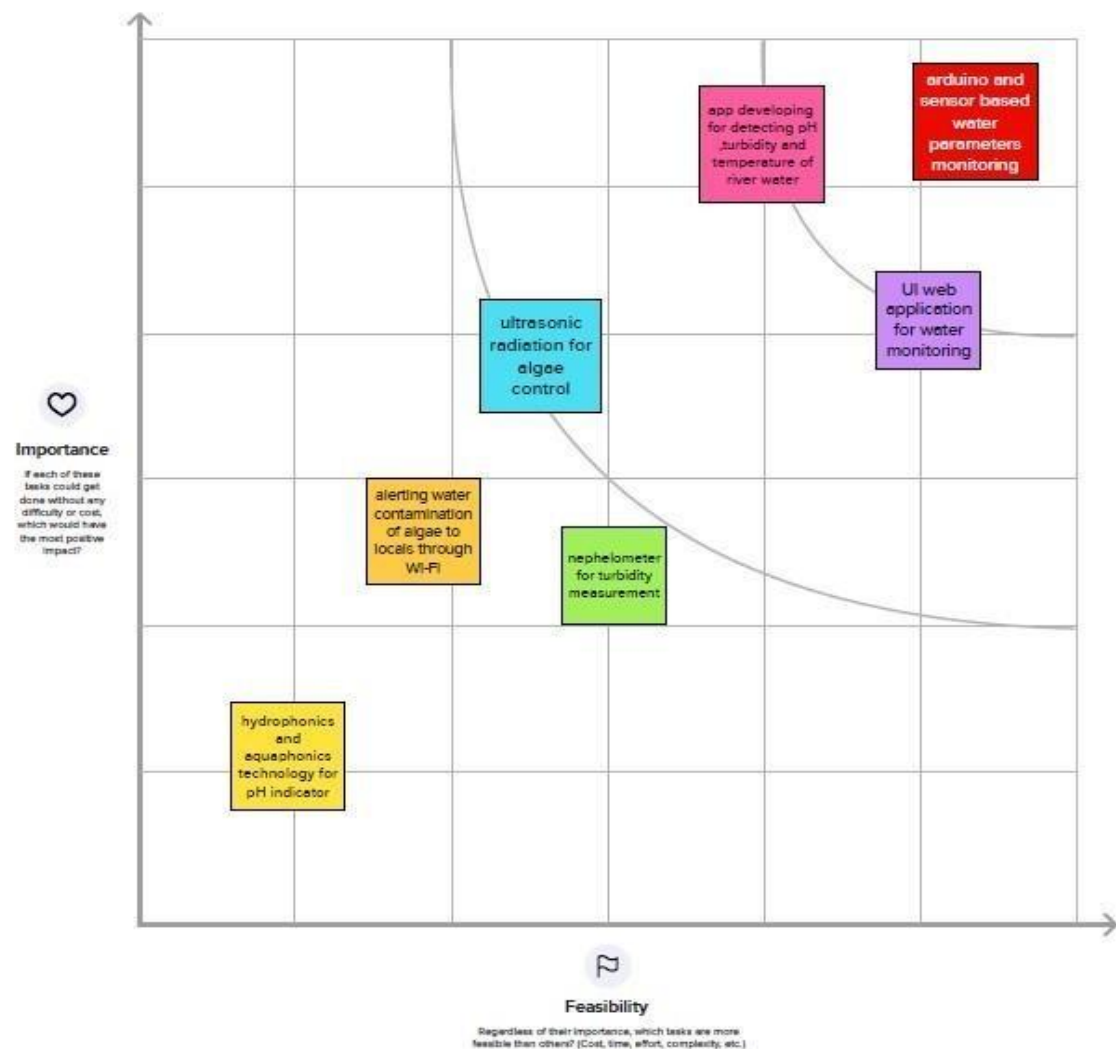 arduino and
sensor based
water
parameters
monitoring
app developing
for detecting pH
,turbidity and
temperature of
river water
UI web
application
for water
monitoring
ultrasonic
radiation for
algae
control
Importance
If each of these
tasks could get
done without any
difficulty or cost,
which would have
the most positive
impact?
alerting water
contamination
of algae to
locals through
Wi-Fi
nephelometer
for turbidity
measurement
hydrophonics
and
aquaphonics
technology for
pH indicator
Feasibility
Regardless of their importance, which tasks are more
feasible than others? (Cost, time, effort, complexity, etc.)